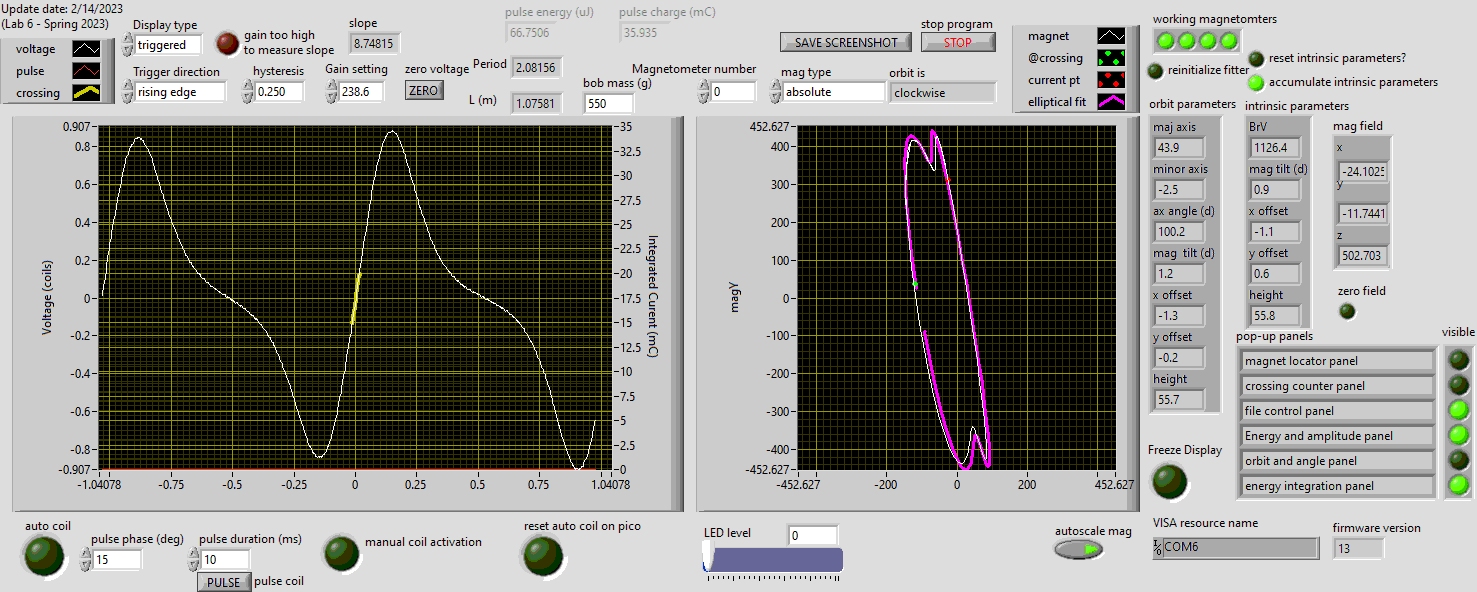 Update date: 2/14/2023
(Lab 6 - Spring 2023)
voltage
pulse
crossing
Display type
triggered
Trigger direction
rising edge
gain too high
to measure slope
slope
8.74815
hysteresis
0.250
Gain setting
238.6
zero voltage
ZERO
pulse energy (uJ)
66.7506
pulse charge (mC)
35.935
Period
2.08156
L (m)
1.07581
bob mass (g)
550
Magnetometer number
0
mag type
absolute
orbit is
clockwise
SAVE SCREENSHOT
stop program
STOP
magnet
@crossing
current pt
elliptical fit
working magnetomters
reinitialize fitter
reset intrinsic parameters?
accumulate intrinsic parameters
Voltage (coils)
0.907
0.8
0.6
0.4
0.2
0
-0.2
-0.4
-0.6
-0.8
-0.907
-1.04078
-0.75
-0.5
-0.25
0
0.25
0.5
0.75
1.04078
35
32.5
30
27.5
25
22.5
20
17.5
15
12.5
10
7.5
5
2.5
0
Integrated Curent (mC)
magY
452.627
400
300
200
100
0
-100
-200
-300
-400
-452.627
-452.627
-200
0
200
452.627
orbit parameters
maj axis
43.9
minor axis
-2.5
ax angle (d)
100.2
mag tilt (d)
1.2
x offset
-1.3
y offset
-0.2
height
55.7
intrinsic parameters
BrV
1126.4
mag tilt (d)
0.9
x offset
-1.1
y offset
0.6
height
55.8
mag field
x
-24.1025
y
-11.7441
z
502.703
zero field
pop-up panels
visible
magnet locator panel
crossing counter panel
file control panel
Energy and amplitude panel
orbit and angle panel
energy integration panel
Freeze Display
auto coil
pulse phase (deg)
15
pulse duration (ms)
10
PULSE
pulse coil
manual coil activation
reset auto coil on pico
LED level
0
autoscale mag
VISA resource name
COM6
firmware version
13